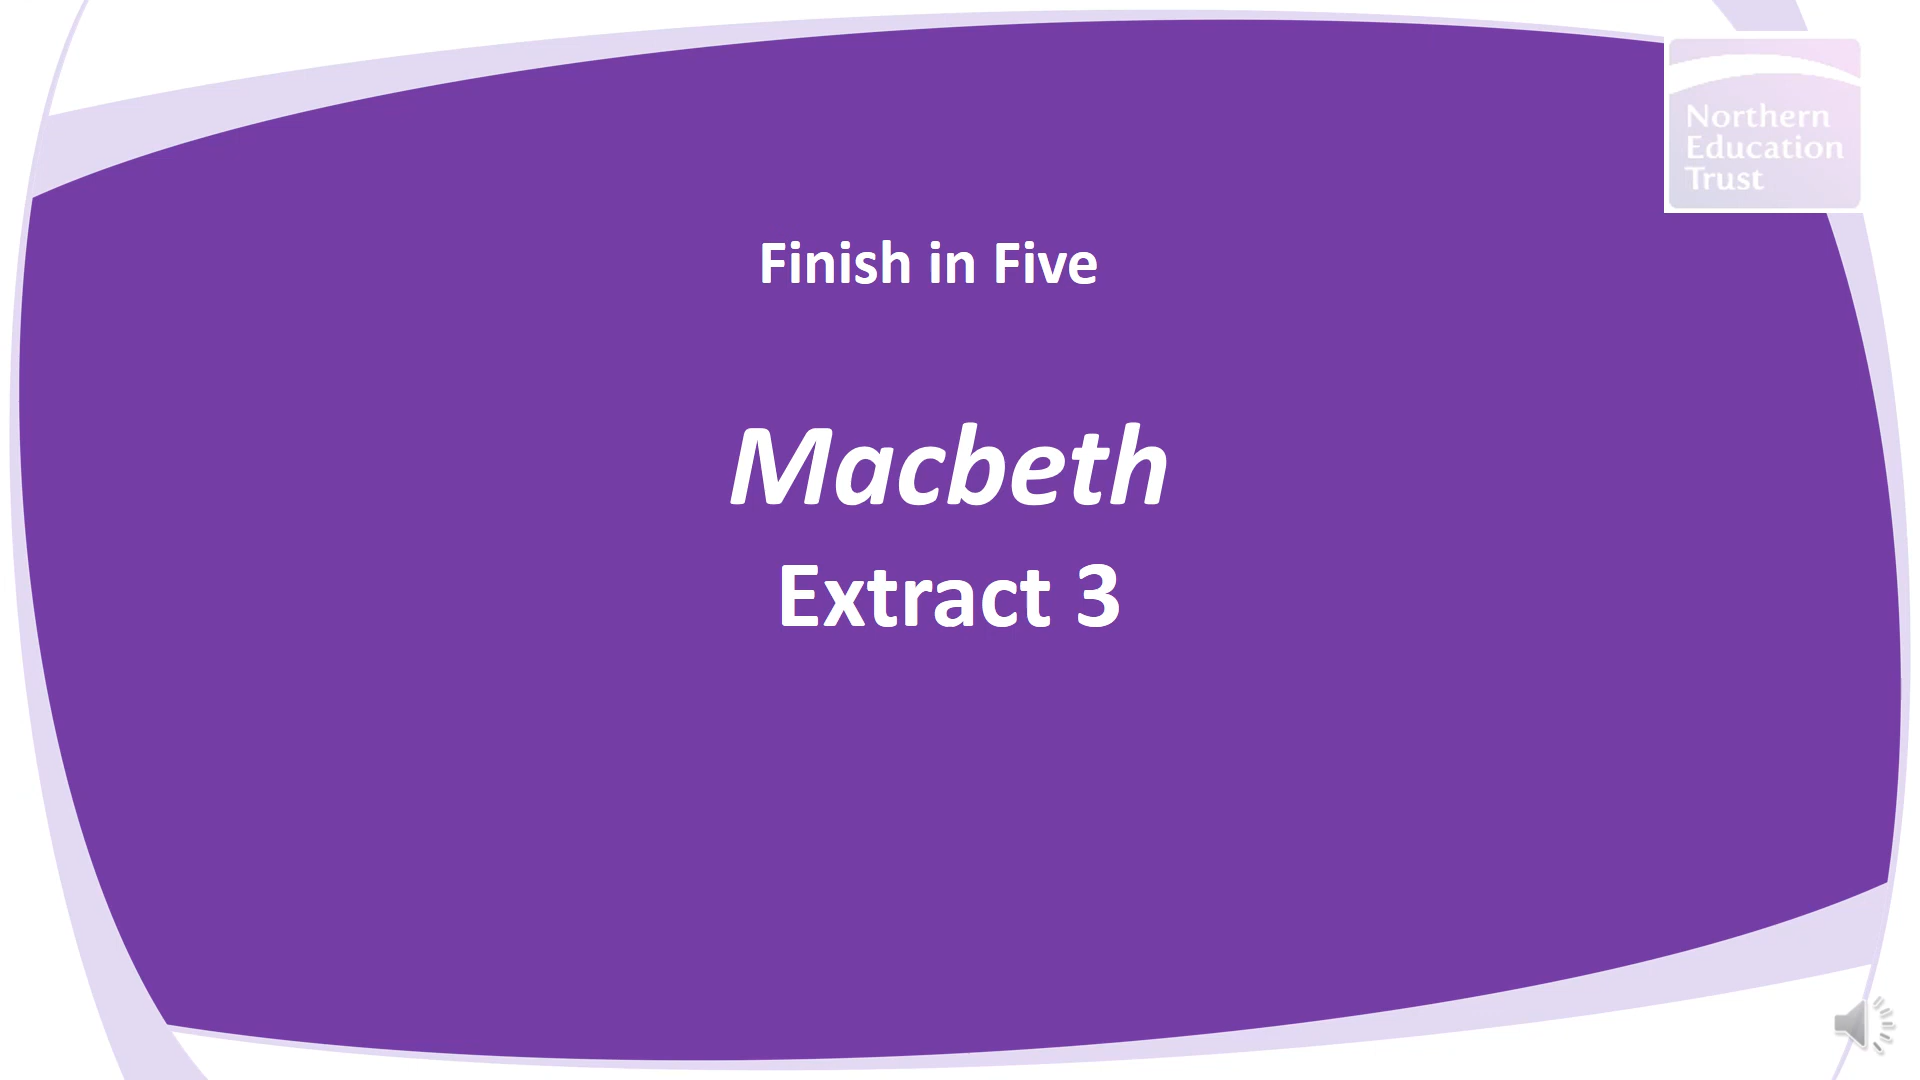 Northern
Education
Trust
Finish in Five
Macbeth
Extract 3